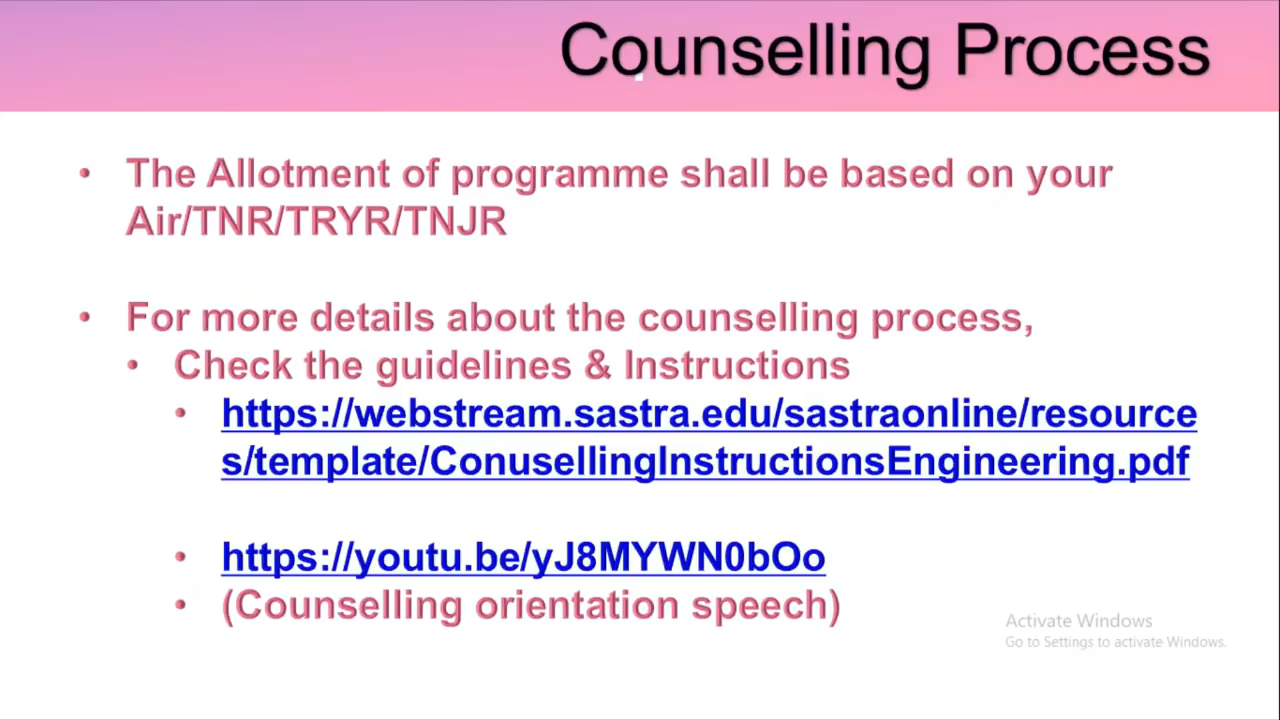 Counselling Process
• The Allotment of programme shall be based on your
Air/TNR/TRYR/TNJR
• For more details about the counselling process,
• Check the guidelines & Instructions
• https://webstream.sastra.edu/sastraonline/resource
s/template/ConusellingInstructionsEngineering.pdf
• https://youtu.be/yJ8MYWN0bOo
• (Counselling orientation speech)
Activate Windows
Go to Settings to activate Windows.